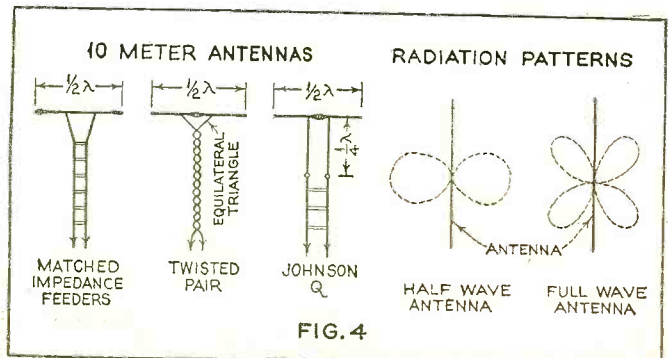 10 METER ANTENNAS
RADIATION PATTERNS
½λ
½λ
½λ
¼λ
EQUILATERAL
TRIANGLE
ANTENNA
MATCHED
IMPEDANCE
FEEDERS
TWISTED
PAIR
JOHNSON
Q
HALF WAVE
ANTENNA
FULL WAVE
ANTENNA
FIG. 4